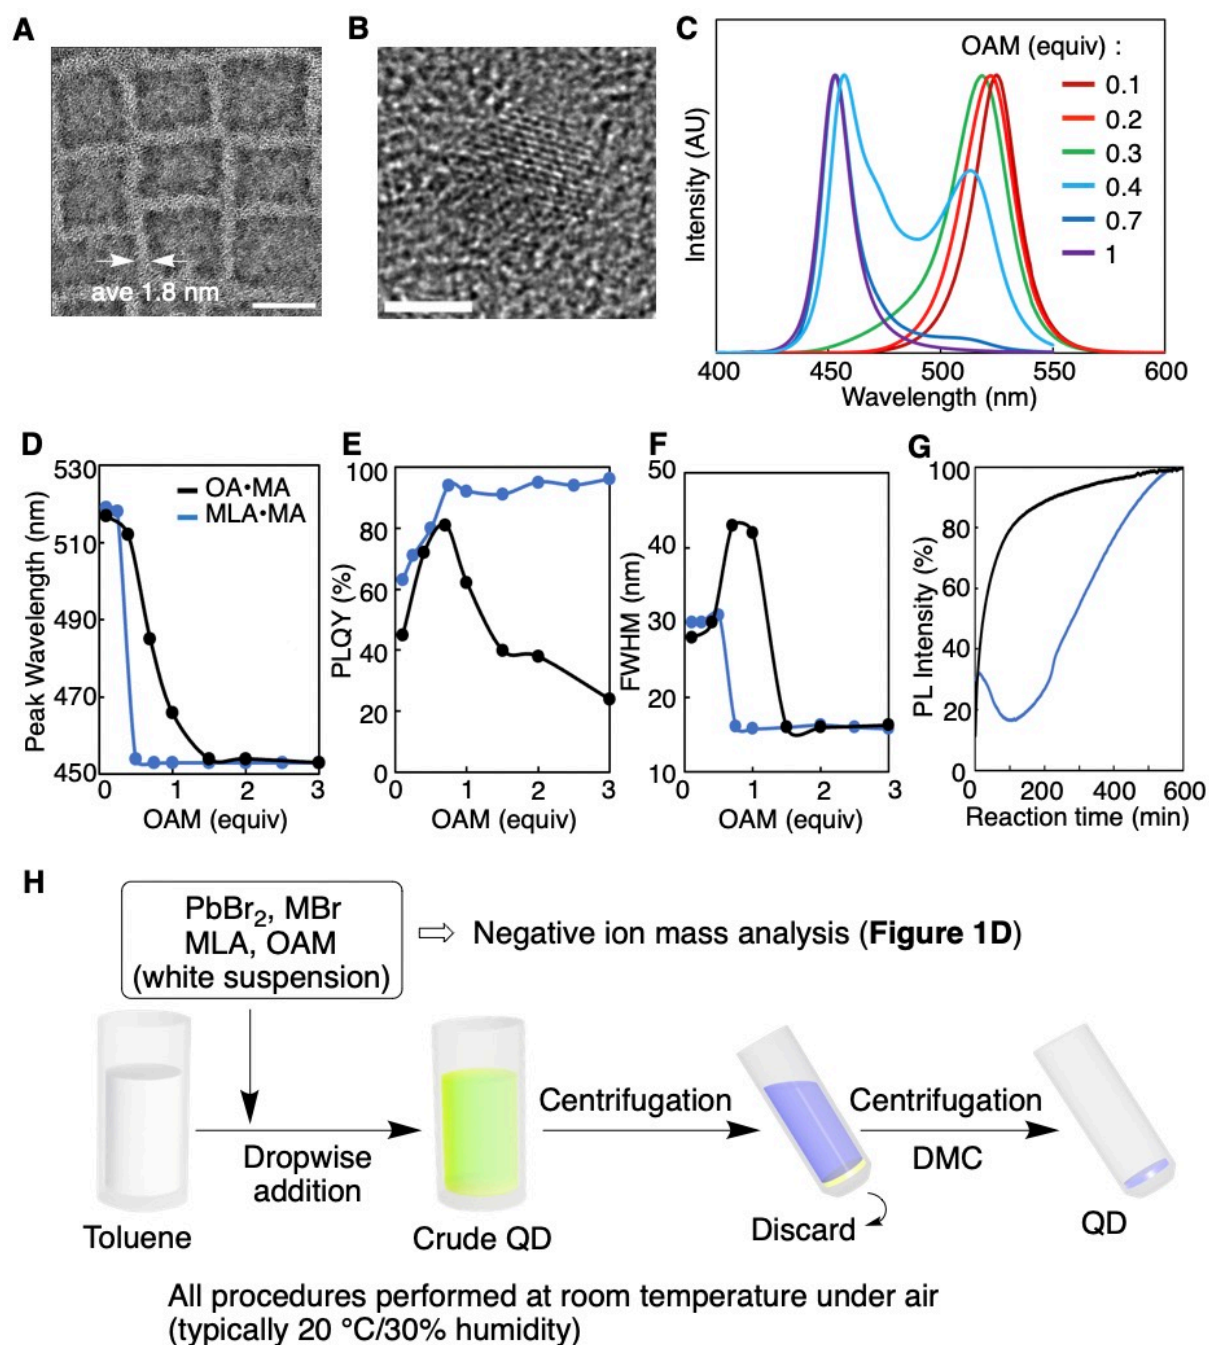 A
ave 1.8 nm
B
C
OAM (equiv) :
0.1
0.2
0.3
0.4
0.7
1
Intensity (AU)
400
450
500
550
600
Wavelength (nm)
D
Peak Wavelength (nm)
530
510
490
470
450
OA•MA
MLA•MA
0
1
2
3
OAM (equiv)
E
PLQY (%)
100
80
60
40
20
0
0
1
2
3
OAM (equiv)
F
FWHM (nm)
50
40
30
20
10
0
1
2
3
OAM (equiv)
G
PL Intensity (%)
100
80
60
40
20
0
0
200
400
600
Reaction time (min)
H
PbBr₂, MBr
MLA, OAM
(white suspension)
Negative ion mass analysis (Figure 1D)
Dropwise
addition
Centrifugation
Centrifugation
DMC
Toluene
Crude QD
Discard
QD
All procedures performed at room temperature under air
(typically 20 °C/30% humidity)